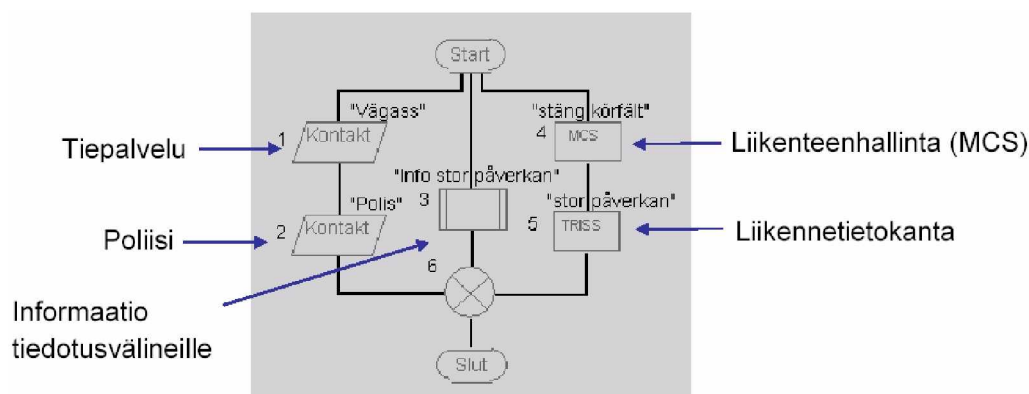 Start
"Vägass"
"stäng körfält"
1
Kontakt
4
MCS
Tiepalvelu
Liikenteenhallinta (MCS)
"Info stor påverkan"
"Polis"
3
"stor påverkan"
2
Kontakt
5
TRISS
Poliisi
Liikennetietokanta
6
Informaatio
tiedotusvälineille
Slut